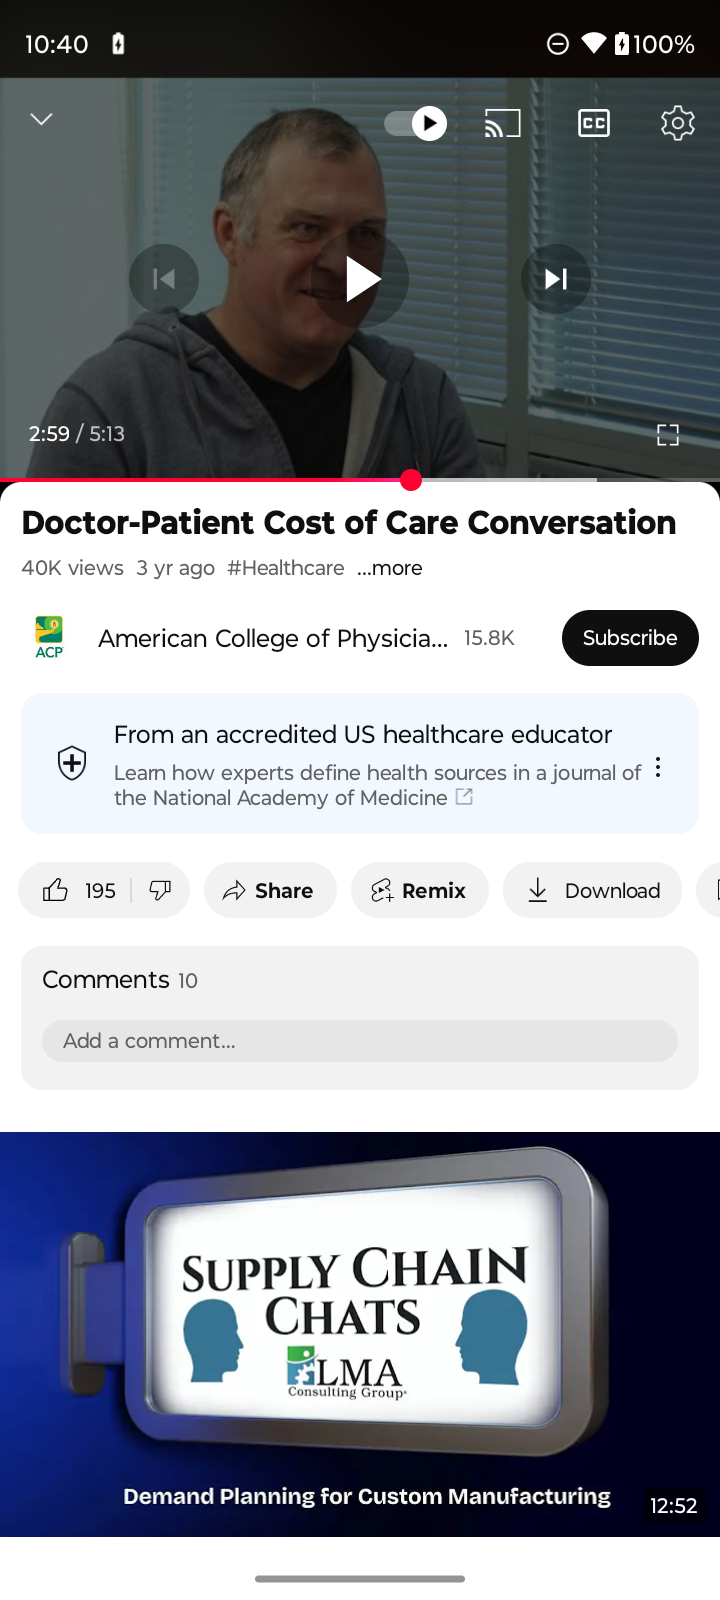 10:40
100%
CC
2:59 / 5:13
Doctor-Patient Cost of Care Conversation
40K views 3 yr ago #Healthcare ...more
ACP
American College of Physicia... 15.8K
Subscribe
From an accredited US healthcare educator
Learn how experts define health sources in a journal of
the National Academy of Medicine
195 Share Remix Download
Comments 10
Add a comment...
SUPPLY CHAIN
CHATS
LMA
Consulting Group
Demand Planning for Custom Manufacturing
12:52